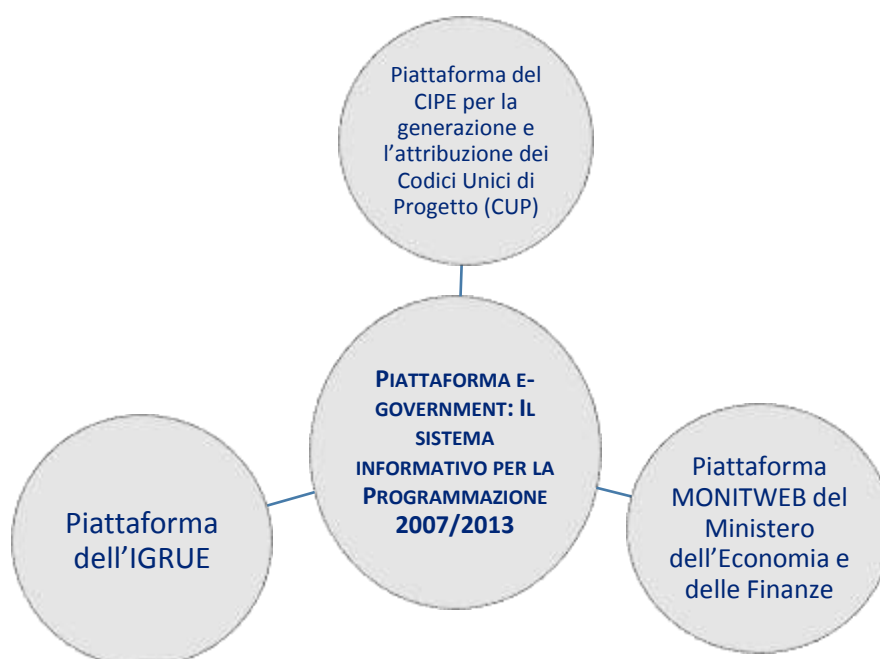 Piattaforma del
CIPE per la
generazione e
l’attribuzione dei
Codici Unici di
Progetto (CUP)
PIATTAFORMA E-
GOVERNMENT: IL
SISTEMA
INFORMATIVO PER LA
PROGRAMMAZIONE
2007/2013
Piattaforma
dell’IGRUE
Piattaforma
MONITWEB del
Ministero
dell’Economia e
delle Finanze